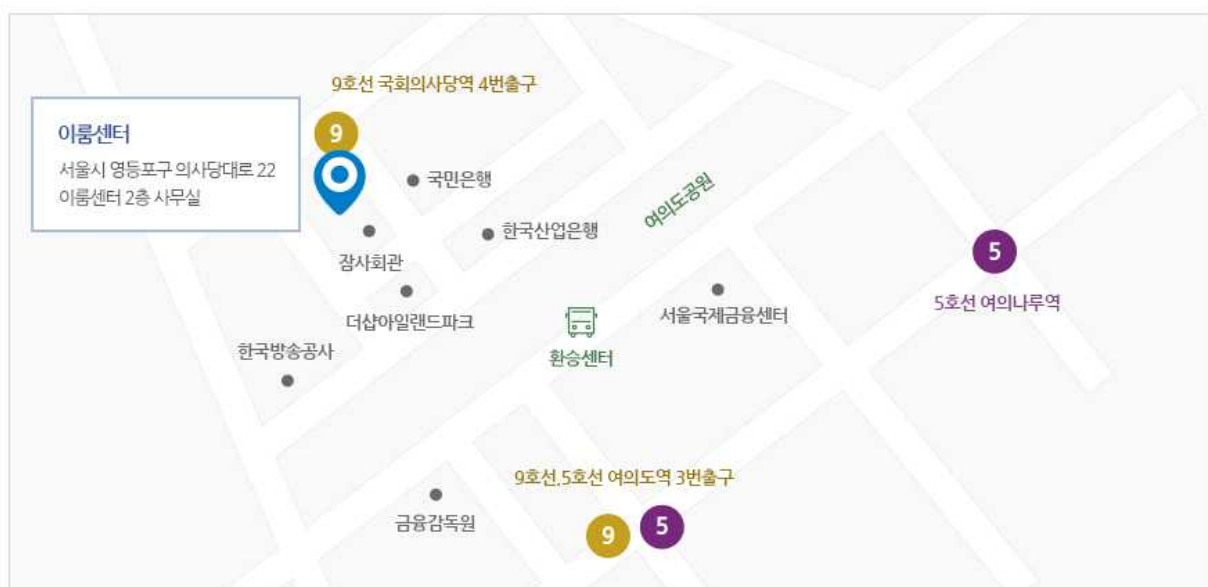 9호선 국회의사당역 4번출구
9
이룸센터
서울시 영등포구 의사당대로 22
이룸센터 2층 사무실
국민은행
한국산업은행
잠사회관
더샵아일랜드파크
한국방송공사
여의도공원
5
5호선 여의나루역
서울국제금융센터
환승센터
9호선,5호선 여의도역 3번출구
금융감독원
9
5